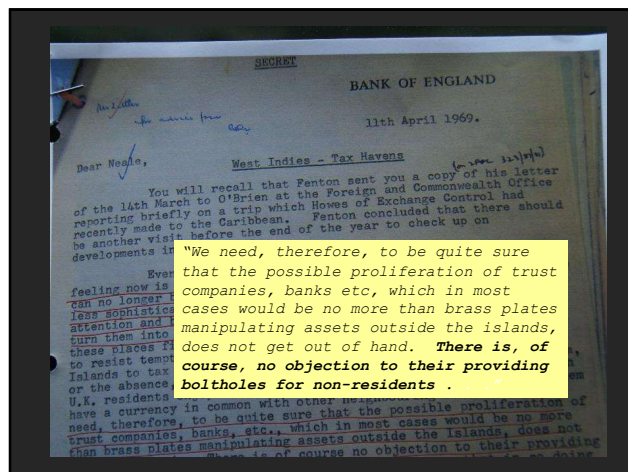 SECRET
BANK OF ENGLAND
11th April 1969.
Dear Neale,
West Indies - Tax Havens
You will recall that Fenton sent you a copy of his letter
of the 14th March to O'Brien at the Foreign and Commonwealth Office
reporting briefly on a trip which Howes of Exchange Control had
recently made to the Caribbean. Fenton concluded that there should
be another visit before the end of the year to check up on
developments in
"We need, therefore, to be quite sure
that the possible proliferation of trust
companies, banks etc, which in most
cases would be no more than brass plates
manipulating assets outside the islands,
does not get out of hand. There is, of
course, no objection to their providing
boltholes for non-residents .
feeling now is
can no longer
less sophistica
attention and
turn them into
these places
to resist
Islands to tax
or the absence,
U.K. residents
have a currency in common with other
need, therefore, to be quite sure that the possible proliferation of
trust companies, banks, etc., which in most cases would be no more
than brass plates manipulating assets outside the Islands, does not
There is of course no objection to their providing